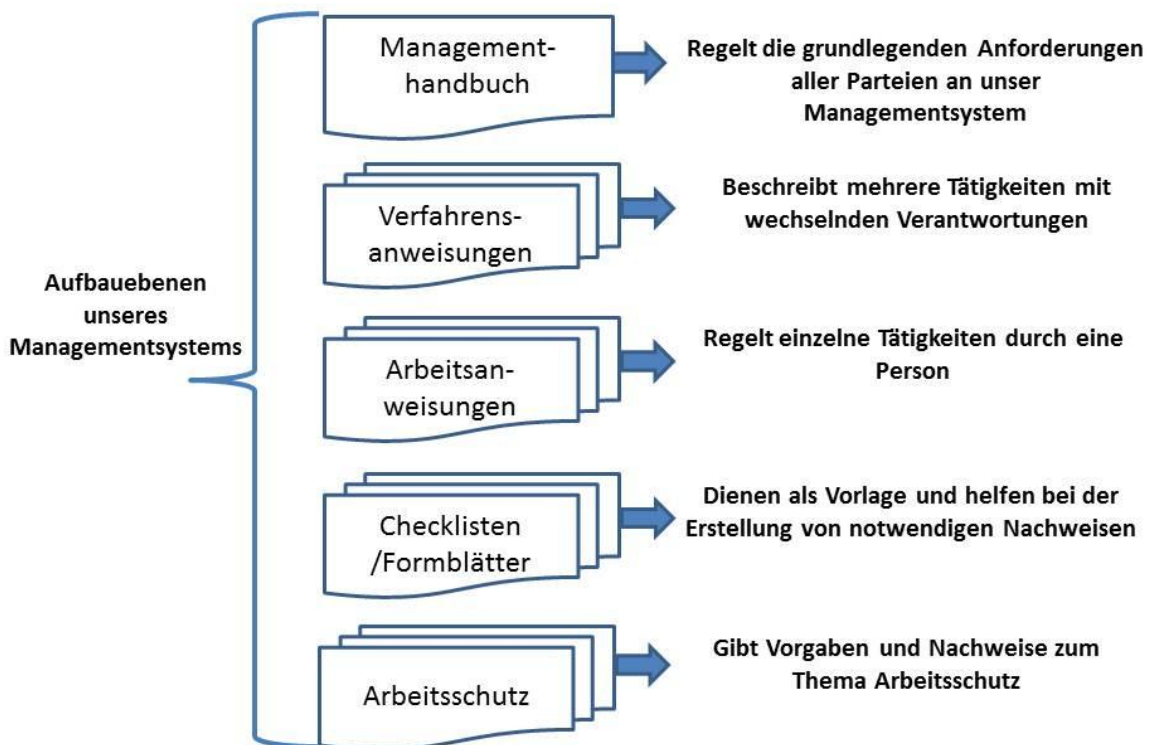 Aufbauebenen
unseres
Managementsystems
Management-
handbuch
Regelt die grundlegenden Anforderungen
aller Parteien an unser
Managementsystem
Verfahrens-
anweisungen
Beschreibt mehrere Tätigkeiten mit
wechselnden Verantwortungen
Arbeitsan-
weisungen
Regelt einzelne Tätigkeiten durch eine
Person
Checklisten
/Formblätter
Dienen als Vorlage und helfen bei der
Erstellung von notwendigen Nachweisen
Arbeitsschutz
Gibt Vorgaben und Nachweise zum
Thema Arbeitsschutz